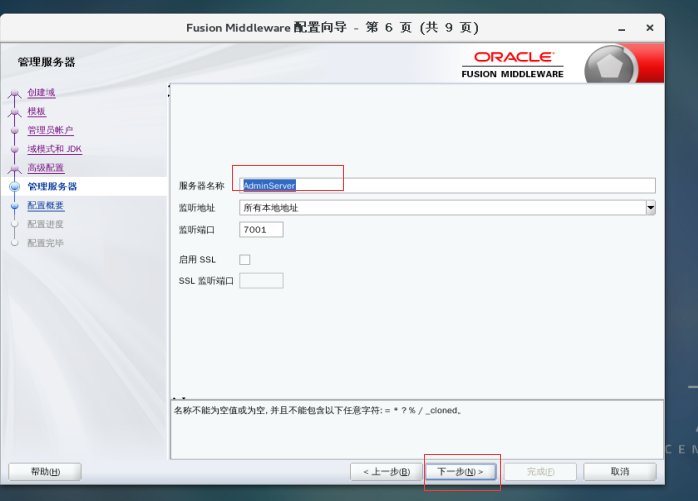 Fusion Middleware 配置向导 - 第 6 页 (共 9 页)
管理服务器
ORACLE
FUSION MIDDLEWARE
创建域
模板
管理员帐户
域模式和 JDK
高级配置
管理服务器
配置概要
配置进度
配置完毕
服务器名称 AdminServer
监听地址 所有本地地址
监听端口 7001
启用 SSL
SSL 监听端口
名称不能为空值或为空, 并且不能包含以下任意字符: = * ? % / _cloned。
帮助(H) < 上一步(B) 下一步(N) > 完成(F) 取消
CEN